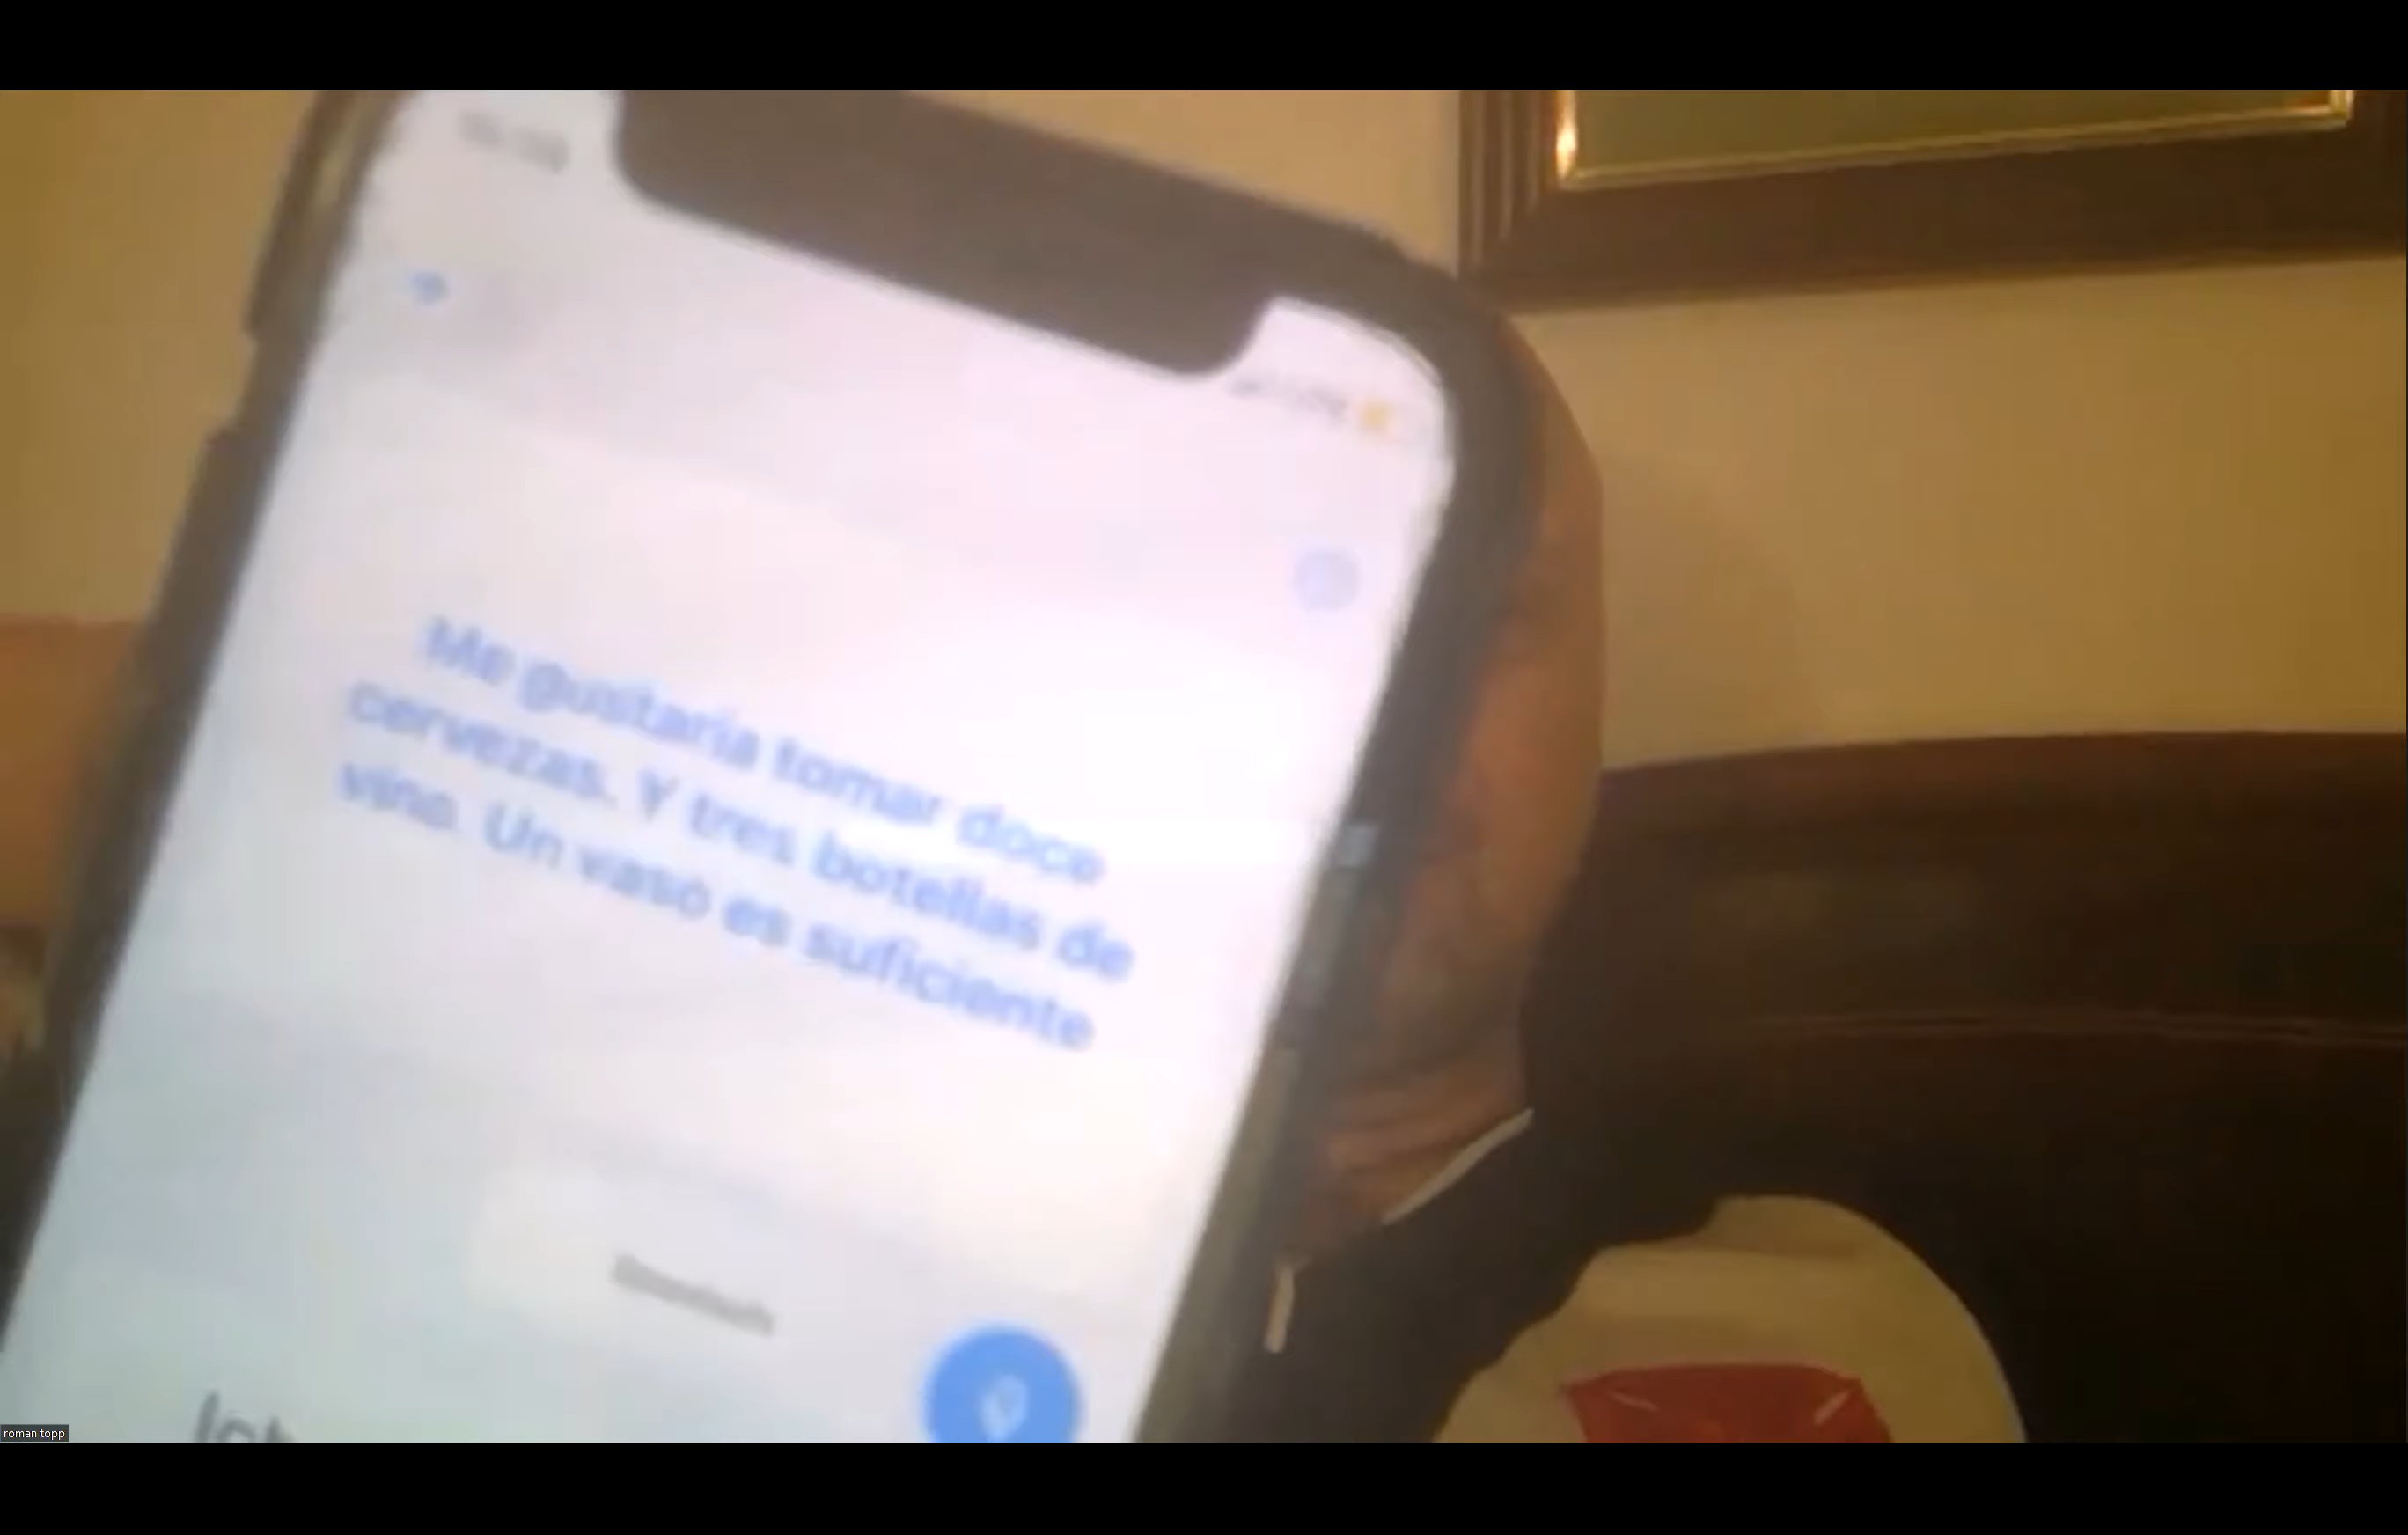 Me gustaría tomar doce
cervezas. Y tres botellas de
vino. Un vaso es suficiente
roman topp